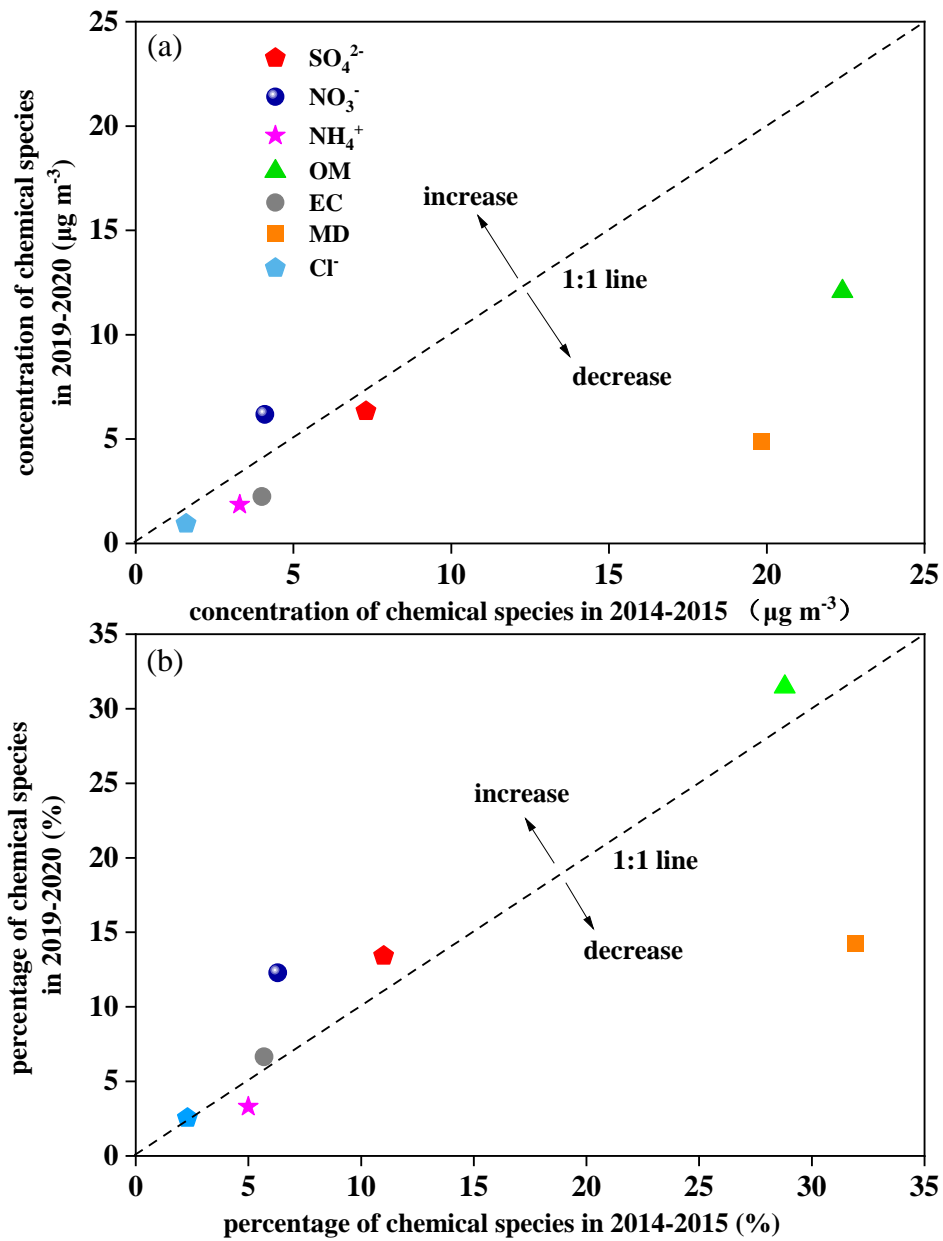 (a)
SO₄²⁻
NO₃⁻
NH₄⁺
OM
EC
MD
Cl⁻
increase
1:1 line
decrease
25
20
15
10
5
0
0 5 10 15 20 25
concentration of chemical species
in 2019-2020 (μg m⁻³)
concentration of chemical species in 2014-2015 （μg m⁻³）
(b)
increase
1:1 line
decrease
35
30
25
20
15
10
5
0
0 5 10 15 20 25 30 35
percentage of chemical species
in 2019-2020 (%)
percentage of chemical species in 2014-2015 (%)